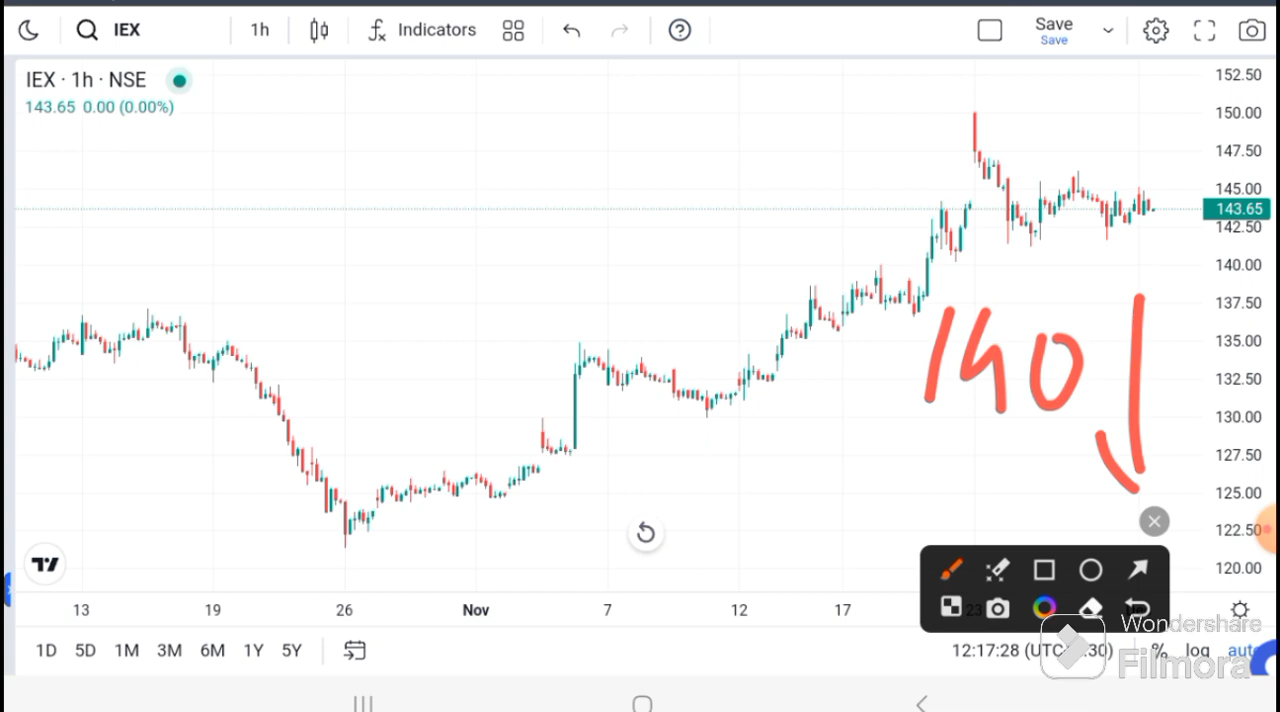 IEX 1h Indicators Save
Save
IEX · 1h · NSE
143.65 0.00 (0.00%)
152.50
150.00
147.50
145.00
143.65
142.50
140.00
137.50
135.00
132.50
130.00
127.50
125.00
122.50
120.00
140
13 19 26 Nov 7 12 17 23
1D 5D 1M 3M 6M 1Y 5Y 12:17:28 % log auto
Wondershare
Filmora